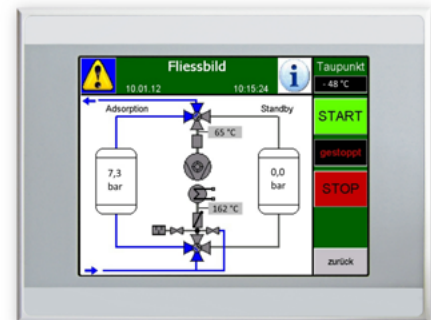 Fliessbild
10.01.12 10:15:24
Taupunkt
- 48 °C
Adsorption
Standby
START
65 °C
gestoppt
7,3
bar
0,0
bar
STOP
162 °C
zurück